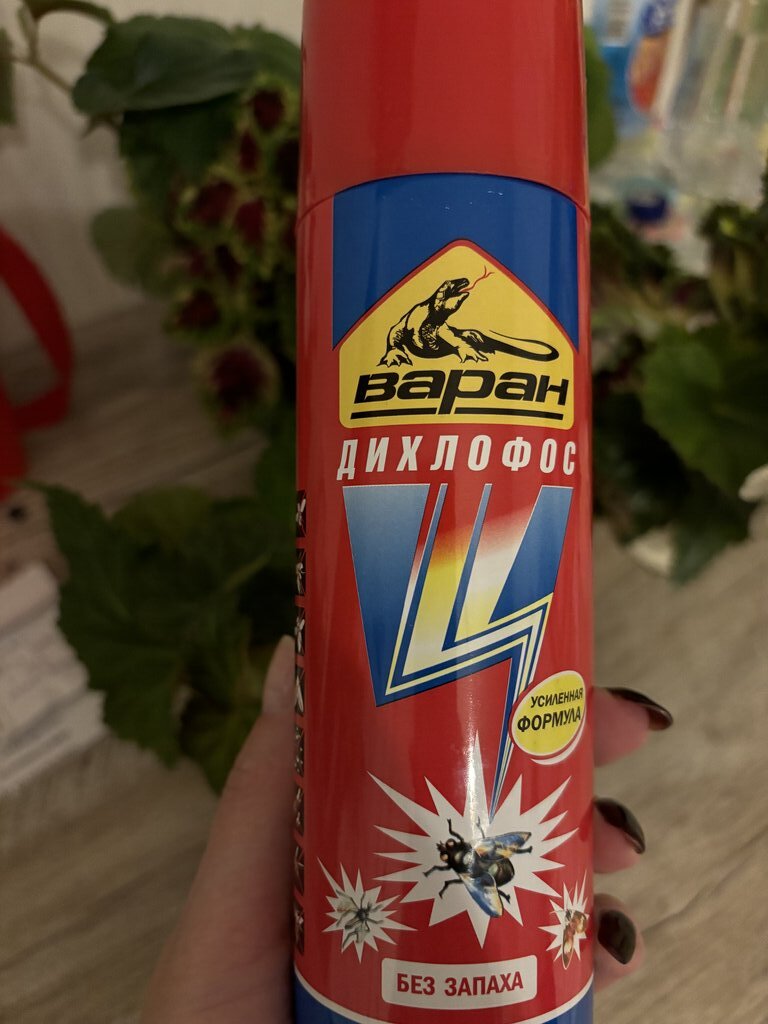 Варан
ДИХЛОФОС
Ц
УСИЛЕННАЯ
ФОРМУЛА
БЕЗ ЗАПАХА